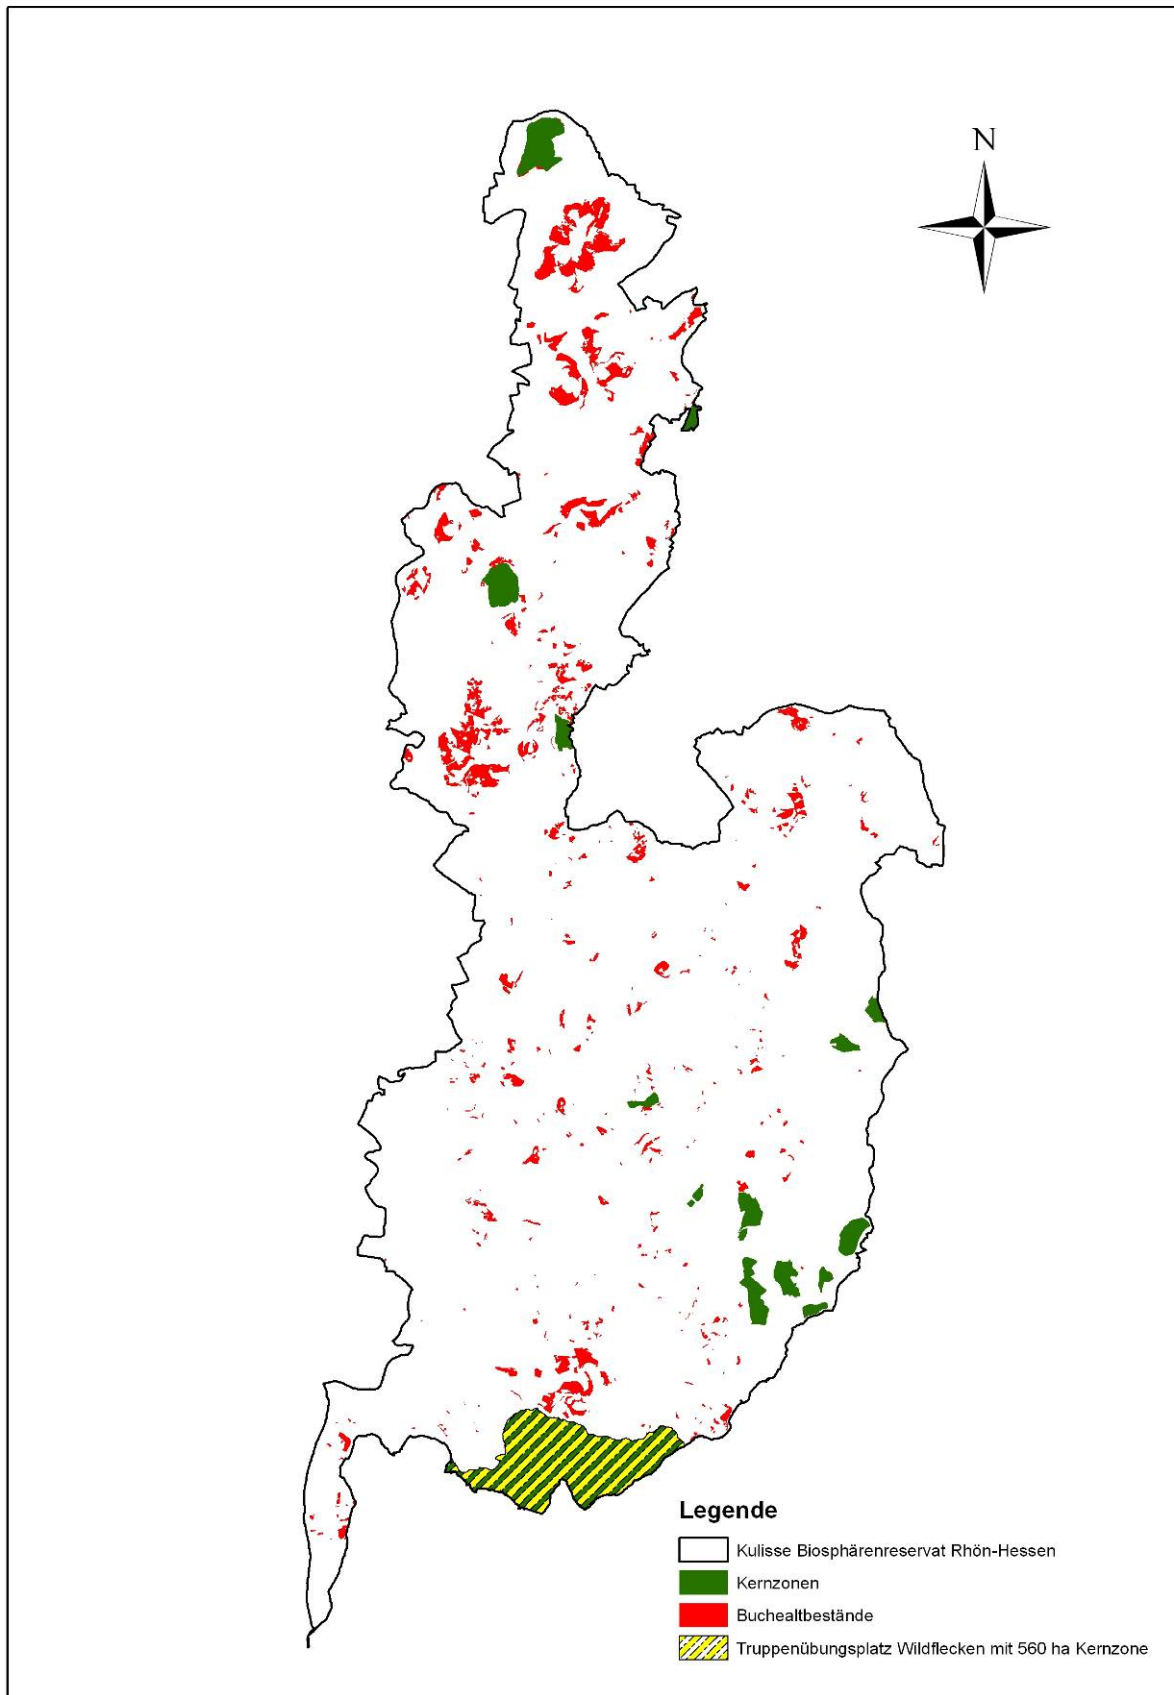 N
Legende
Kulisse Biosphärenreservat Rhön-Hessen
Kernzonen
Buchealtbestände
Truppenübungsplatz Wildflecken mit 560 ha Kernzone